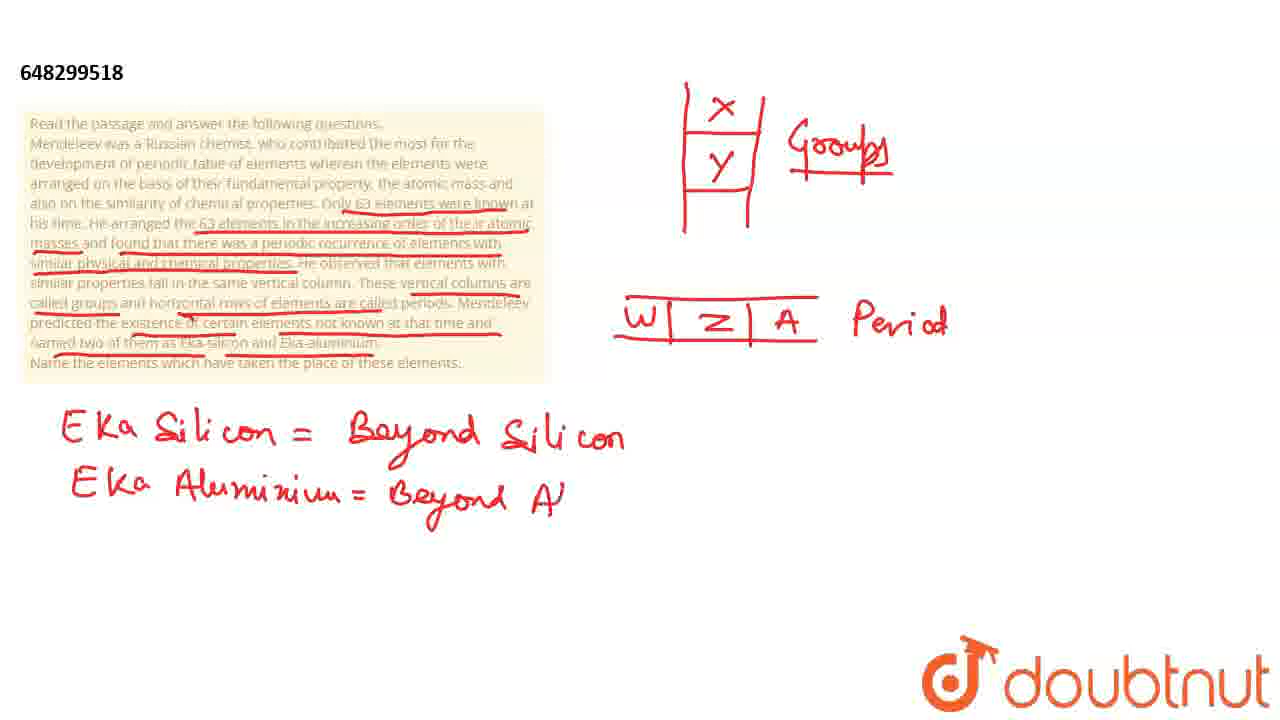 648299518
Read the passage and answer the following questions.
Mendeleev was a Russian chemist, who contributed the most for the
development of periodic table of elements wherein the elements were
arranged on the basis of their fundamental property, the atomic mass and
also on the similarity of chemical properties. Only 63 elements were known at
his time. He arranged the 63 elements in the increasing order of the ir atomic
masses and found that there was a periodic recurrence of elements with
similar physical and chemical properties. He observed that elements with
similar properties fall in the same vertical column. These vertical columns are
called groups and horizontal rows of elements are called periods. Mendeleev
predicted the existence of certain elements not known at that time and
named two of them as Eka-silicon and Eka-aluminium.
Name the elements which have taken the place of these elements.
X
Y
Groups
W Z A Period
EKa Silicon = Beyond Silicon
EKa Aluminium = Beyond Al
doubtnut